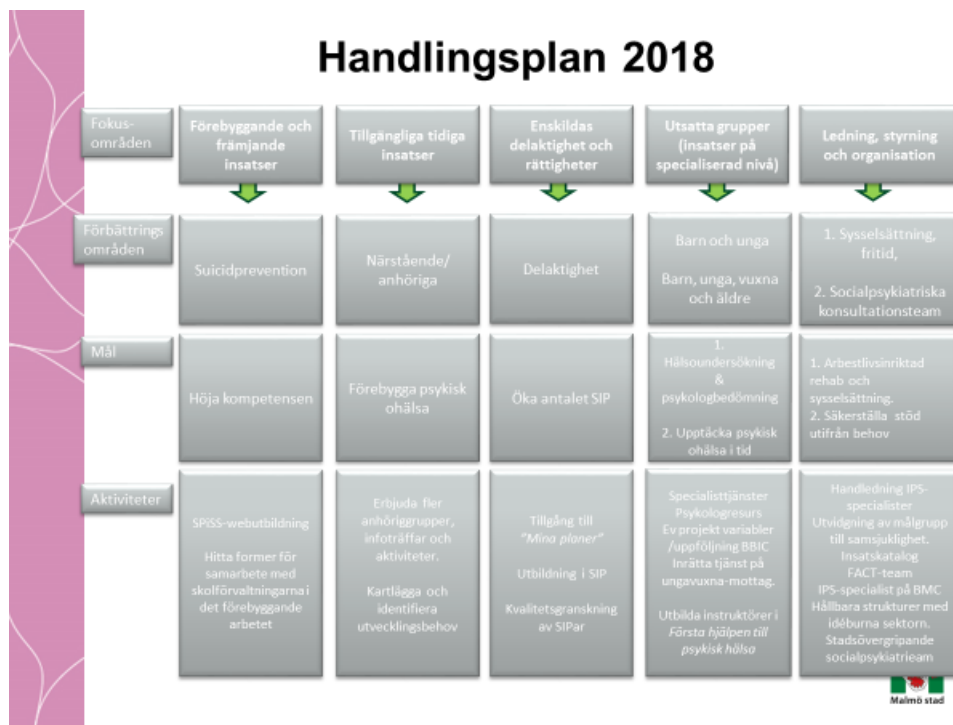 Handlingsplan 2018
Fokus-
områden
Förebyggande och
främjande
insatser
Tillgängliga tidiga
insatser
Enskildas
delaktighet och
rättigheter
Utsatta grupper
(insatser på
specialiserad nivå)
Ledning, styrning
och organisation
Förbättrings
områden
Suicidprevention
Närstående/
anhöriga
Delaktighet
Barn och unga
Barn, unga, vuxna
och äldre
1. Sysselsättning,
fritid,
2. Socialpsykiatriska
konsultationsteam
Mål
Höja kompetensen
Förebygga psykisk
ohälsa
Öka antalet SIP
1.
Hälsoundersökning
&
psykologbedömning
2. Upptäcka psykisk
ohälsa i tid
1. Arbestlivsinriktad
rehab och
sysselsättning.
2. Säkerställa stöd
utifrån behov
Aktiviteter
SPiSS-webutbildning
Hitta former för
samarbete med
skolförvaltningarna i
det förebyggande
arbetet
Erbjuda fler
anhöriggrupper,
infoträffar och
aktiviteter.
Kartlägga och
identifiera
utvecklingsbehov
Tillgång till
"Mina planer"
Utbildning i SIP
Kvalitetsgranskning
av SIPar
Specialisttjänster
Psykologresurs
Ev projekt variabler
/uppföljning BBIC
Inrätta tjänst på
ungavuxna-mottag.
Utbilda instruktörer i
Första hjälpen till
psykisk hälsa
Handledning IPS-
specialister
Utvidgning av målgrupp
till samsjuklighet.
Insatskatalog
FACT-team
IPS-specialist på BMC
Hållbara strukturer med
idéburna sektorn.
Stadsövergripande
socialpsykiatrieam
Malmö stad